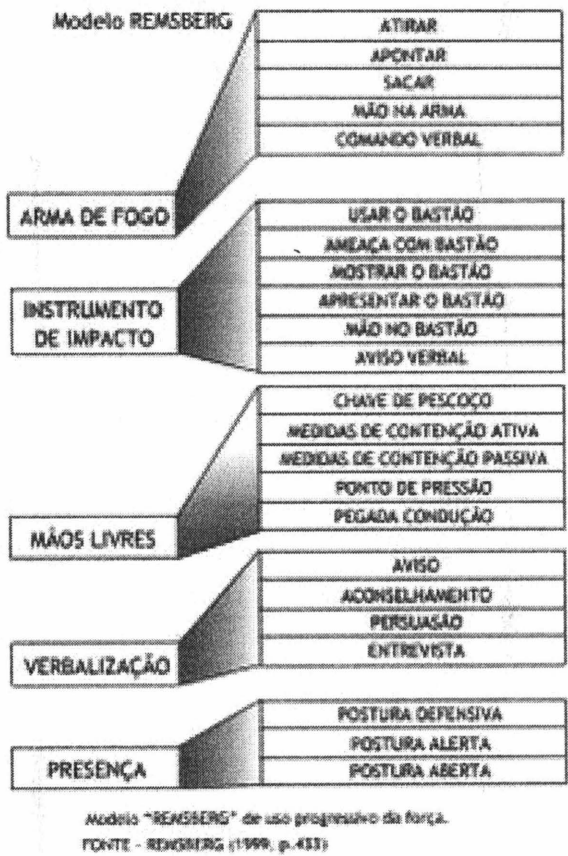 Modelo REMSBERG
ATIRAR
APONTAR
SACAR
MÃO NA ARMA
COMANDO VERBAL
ARMA DE FOGO
USAR O BASTÃO
AMEAÇA COM BASTÃO
MOSTRAR O BASTÃO
APRESENTAR O BASTÃO
MÃO NO BASTÃO
AVISO VERBAL
INSTRUMENTO
DE IMPACTO
CHAVE DE PESCOÇO
MEDIDAS DE CONTENÇÃO ATIVA
MEDIDAS DE CONTENÇÃO PASSIVA
PONTO DE PRESSÃO
PEGADA CONDUÇÃO
MÃOS LIVRES
AVISO
ACONSELHAMENTO
PERSUASÃO
ENTREVISTA
VERBALIZAÇÃO
POSTURA DEFENSIVA
POSTURA ALERTA
POSTURA ABERTA
PRESENÇA
Modelo "REMSBERG" de uso progressivo da força.
FONTE - REMSBERG (1999, p.433)